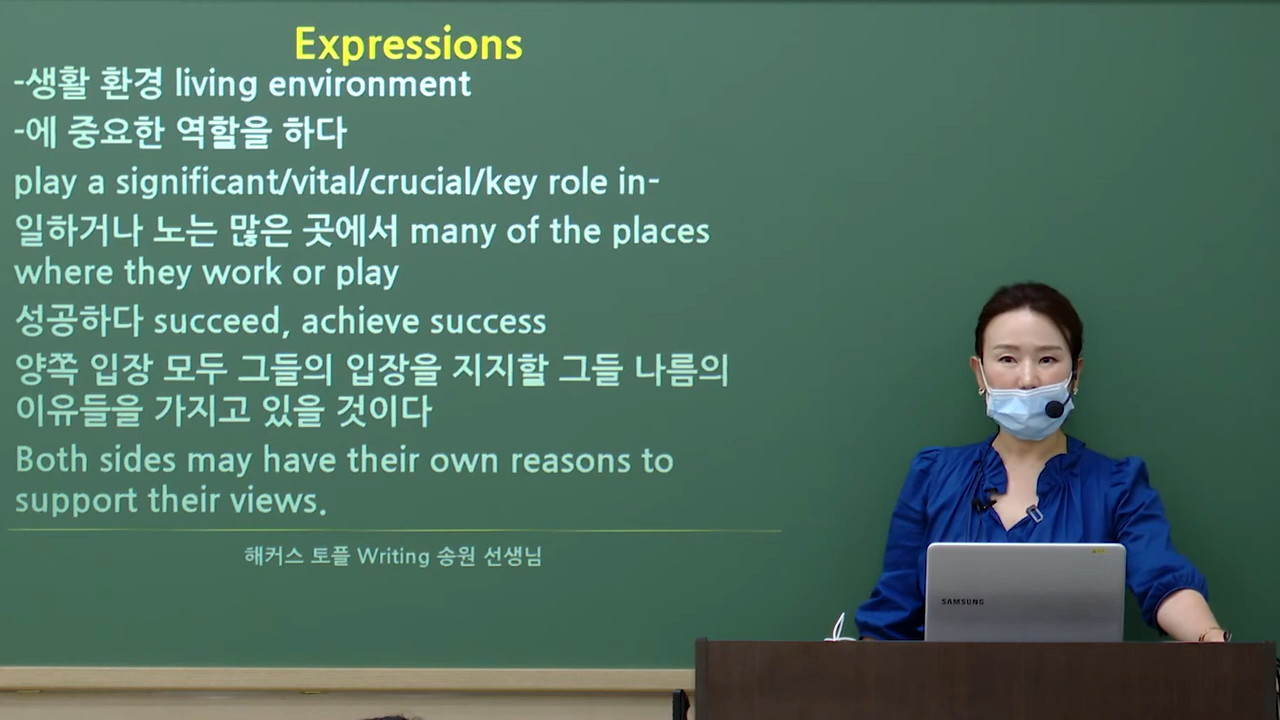 Expressions
-생활 환경 living environment
-에 중요한 역할을 하다
play a significant/vital/crucial/key role in-
일하거나 노는 많은 곳에서 many of the places
where they work or play
성공하다 succeed, achieve success
양쪽 입장 모두 그들의 입장을 지지할 그들 나름의
이유들을 가지고 있을 것이다
Both sides may have their own reasons to
support their views.
해커스 토플 Writing 송원 선생님
SAMSUNG